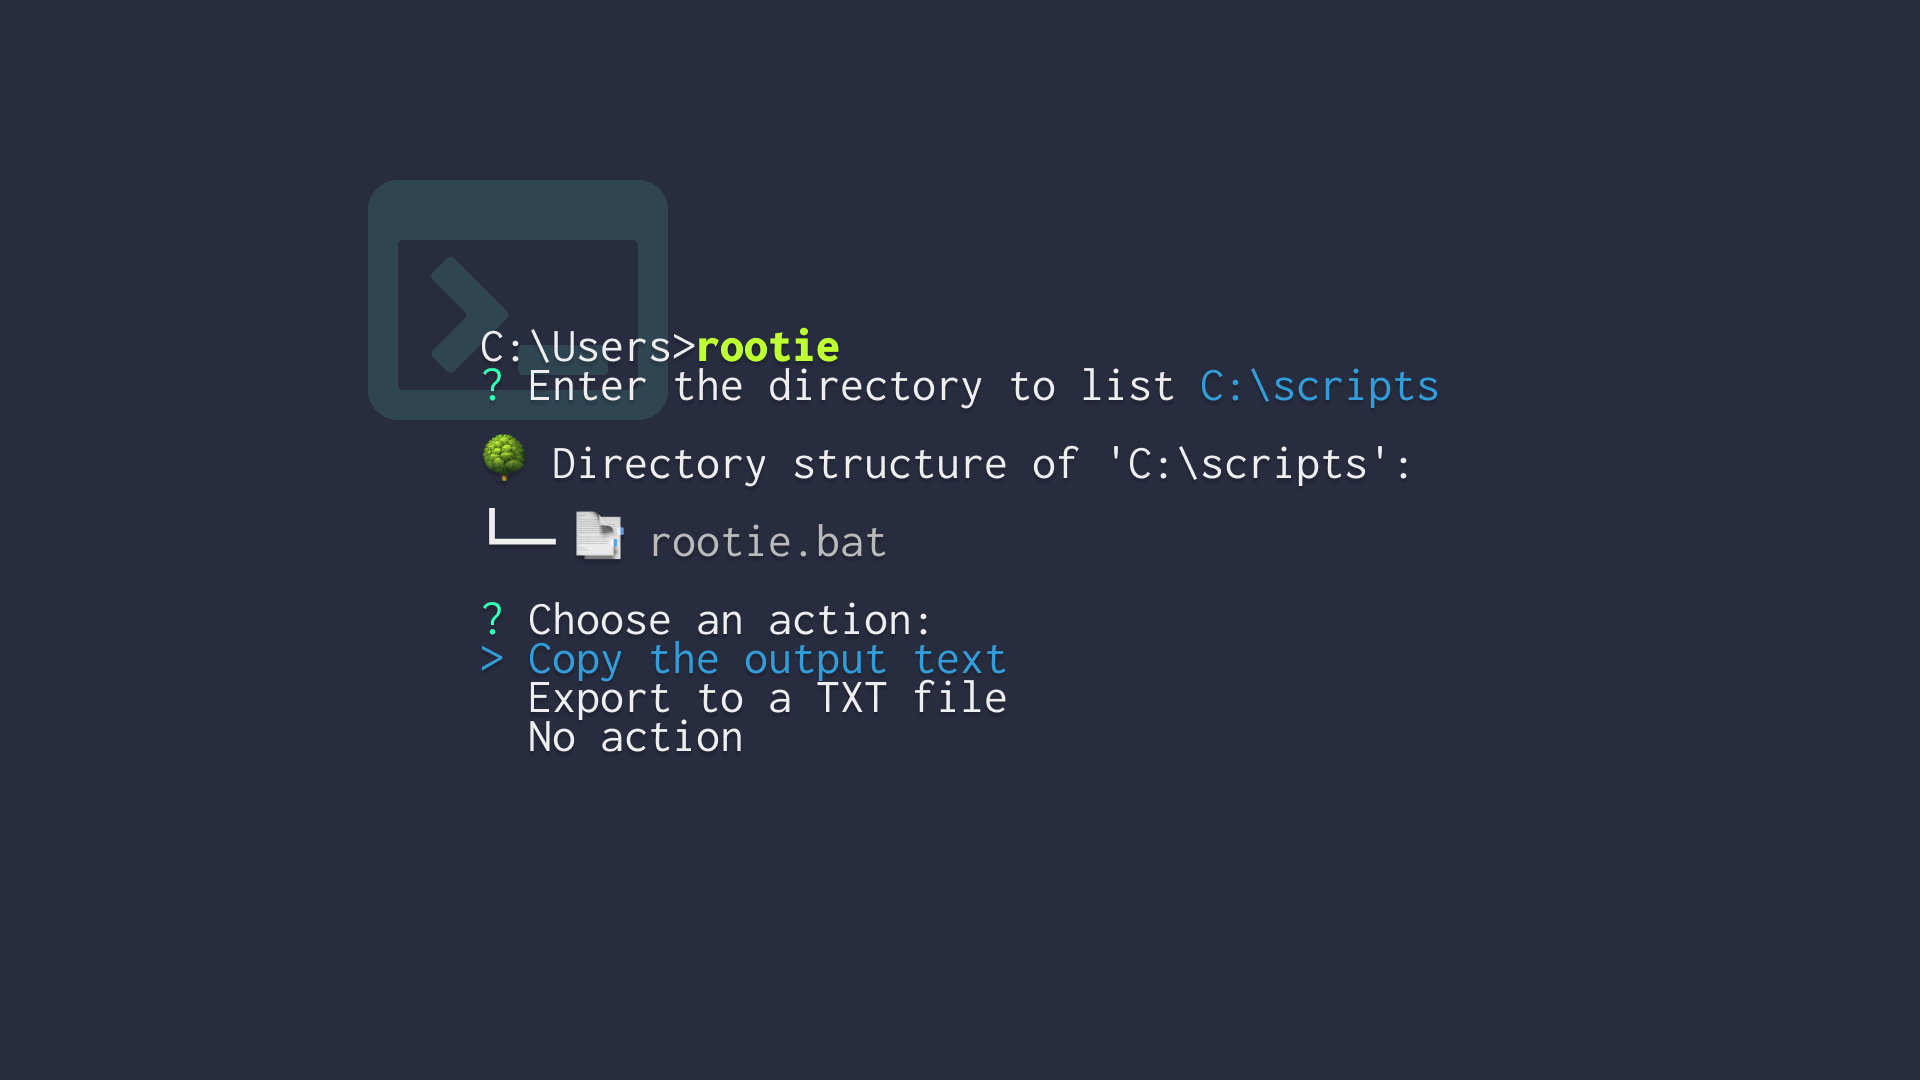 C:\Users>rootie
? Enter the directory to list C:\scripts
🌳 Directory structure of 'C:\scripts':
└── 📄 rootie.bat
? Choose an action:
> Copy the output text
Export to a TXT file
No action